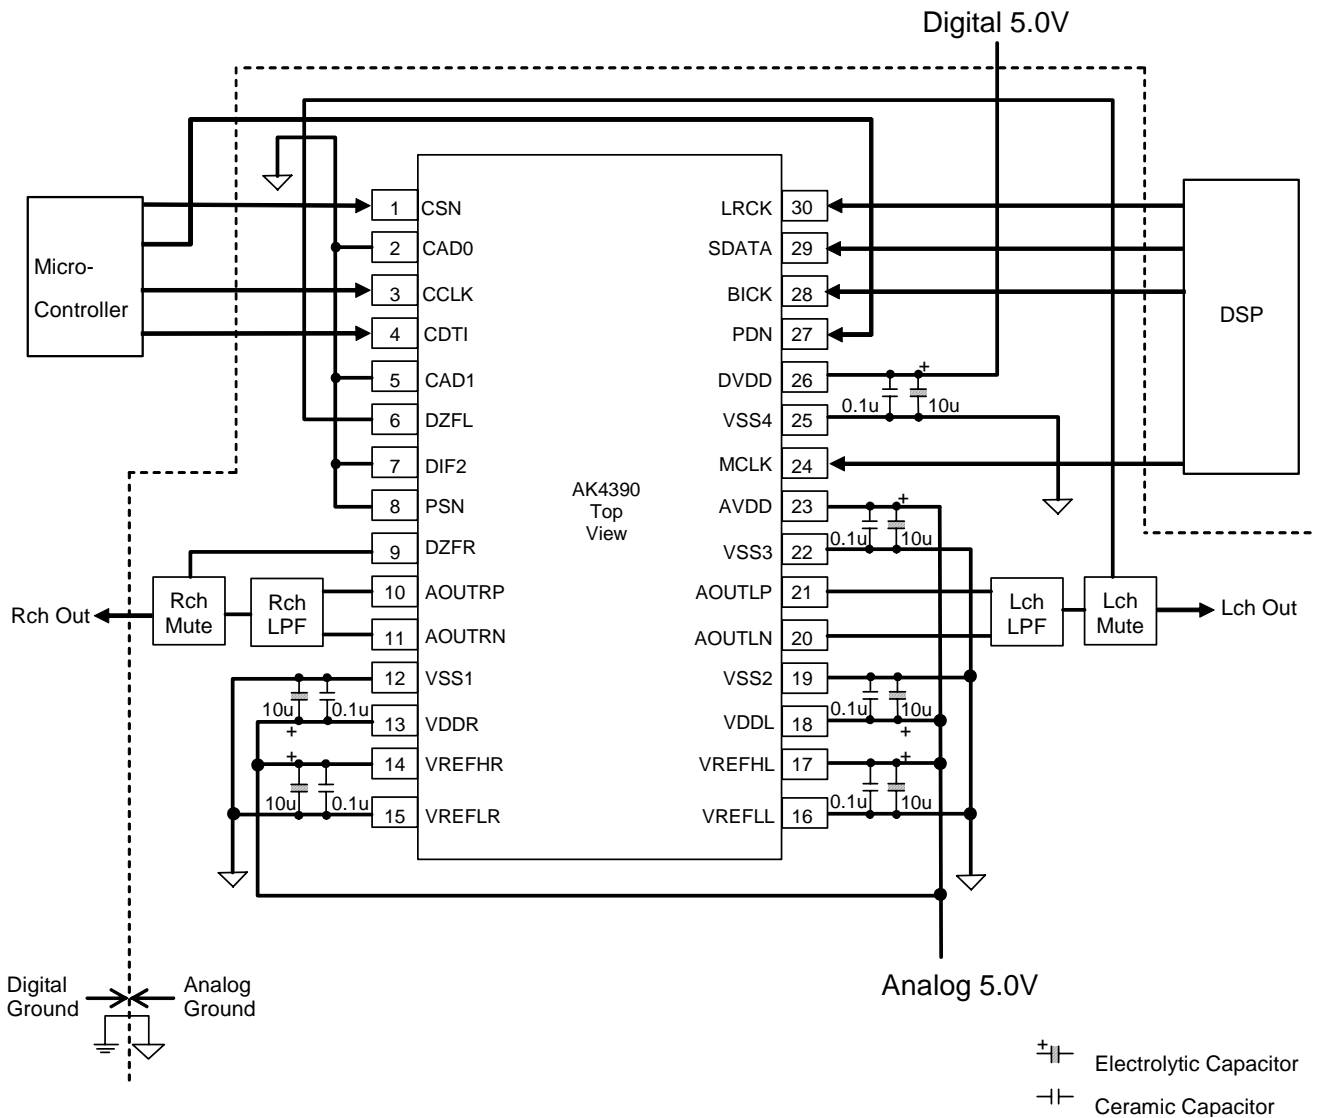 Digital 5.0V
Micro-
Controller
1 CSN
2 CAD0
3 CCLK
4 CDTI
5 CAD1
6 DZFL
7 DIF2
8 PSN
9 DZFR
10 AOUTRP
11 AOUTRN
12 VSS1
13 VDDR
14 VREFHR
15 VREFLR
AK4390
Top
View
LRCK 30
SDATA 29
BICK 28
PDN 27
DVDD 26
VSS4 25
MCLK 24
AVDD 23
VSS3 22
AOUTLP 21
AOUTLN 20
VSS2 19
VDDL 18
VREFHL 17
VREFLL 16
DSP
+
0.1u 10u
+
0.1u 10u
Rch Out
Rch
Mute
Rch
LPF
Lch
LPF
Lch
Mute
Lch Out
10u 0.1u
+
+
10u 0.1u
0.1u 10u
+
+
0.1u 10u
Analog 5.0V
Digital
Ground
Analog
Ground
+
Electrolytic Capacitor
Ceramic Capacitor